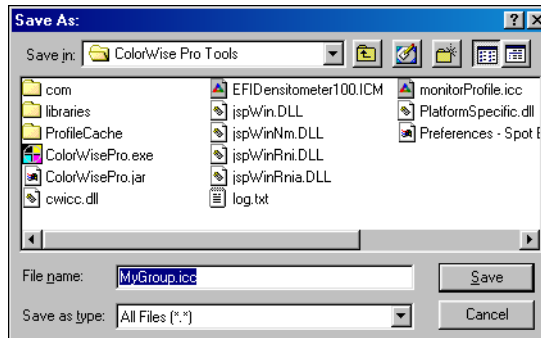 Save As:
Save in: ColorWise Pro Tools
com
libraries
ProfileCache
ColorWisePro.exe
ColorWisePro.jar
cwicc.dll
EFIDensitometer100.ICM
jspWin.DLL
jspWinNm.DLL
jspWinRni.DLL
jspWinRnia.DLL
log.txt
monitorProfile.icc
PlatformSpecific.dll
Preferences - Spot E
File name: MyGroup.icc
Save
Save as type: All Files (*.*)
Cancel